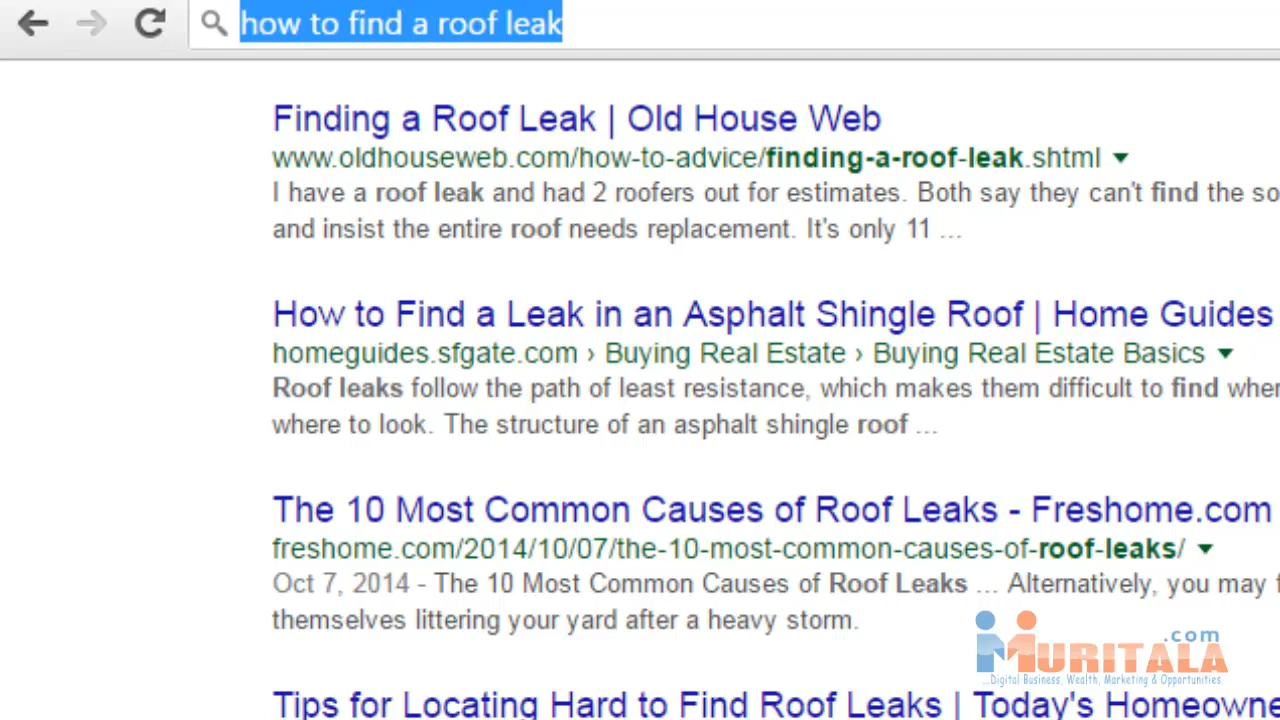 how to find a roof leak
Finding a Roof Leak | Old House Web
www.oldhouseweb.com/how-to-advice/finding-a-roof-leak.shtml
I have a roof leak and had 2 roofers out for estimates. Both say they can't find the so
and insist the entire roof needs replacement. It's only 11 ...
How to Find a Leak in an Asphalt Shingle Roof | Home Guides
homeguides.sfgate.com › Buying Real Estate › Buying Real Estate Basics
Roof leaks follow the path of least resistance, which makes them difficult to find wher
where to look. The structure of an asphalt shingle roof ...
The 10 Most Common Causes of Roof Leaks - Freshome.com
freshome.com/2014/10/07/the-10-most-common-causes-of-roof-leaks/
Oct 7, 2014 - The 10 Most Common Causes of Roof Leaks ... Alternatively, you may f
themselves littering your yard after a heavy storm.
.com
MURITALA
...Digital Business, Wealth, Marketing & Opportunities.
Tips for Locating Hard to Find Roof Leaks | Today's Homeowne